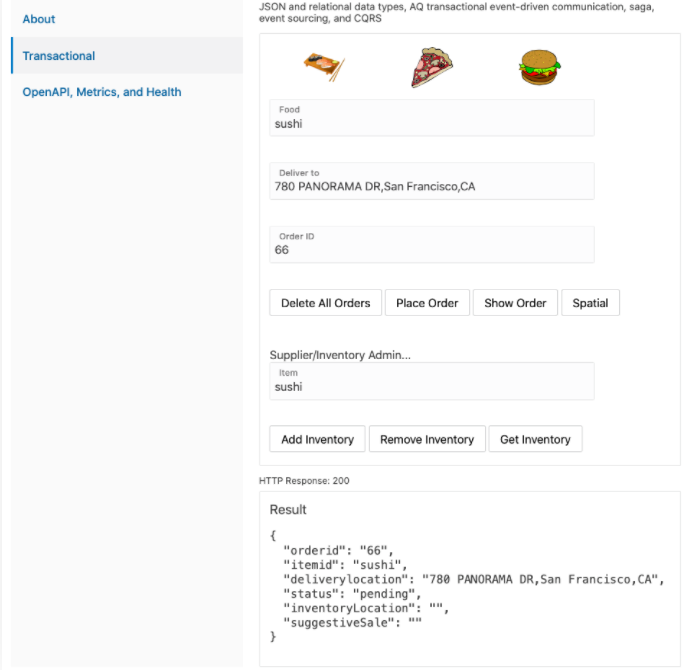 About
Transactional
OpenAPI, Metrics, and Health
JSON and relational data types, AQ transactional event-driven communication, saga,
event sourcing, and CQRS
Food
sushi
Deliver to
780 PANORAMA DR,San Francisco,CA
Order ID
66
Delete All Orders Place Order Show Order Spatial
Supplier/Inventory Admin...
Item
sushi
Add Inventory Remove Inventory Get Inventory
HTTP Response: 200
Result
{
  "orderid": "66",
  "itemid": "sushi",
  "deliverylocation": "780 PANORAMA DR,San Francisco,CA",
  "status": "pending",
  "inventoryLocation": "",
  "suggestiveSale": ""
}